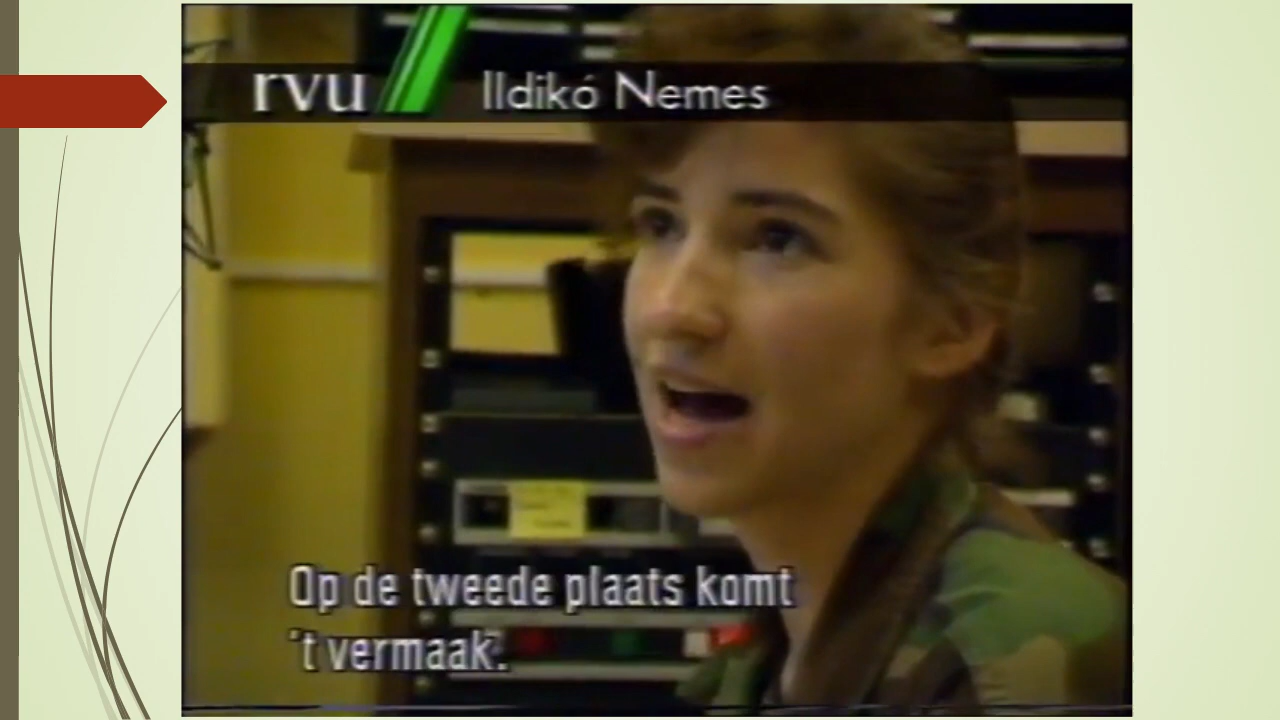 rvu Ildikó Nemes
Op de tweede plaats komt
't vermaak.